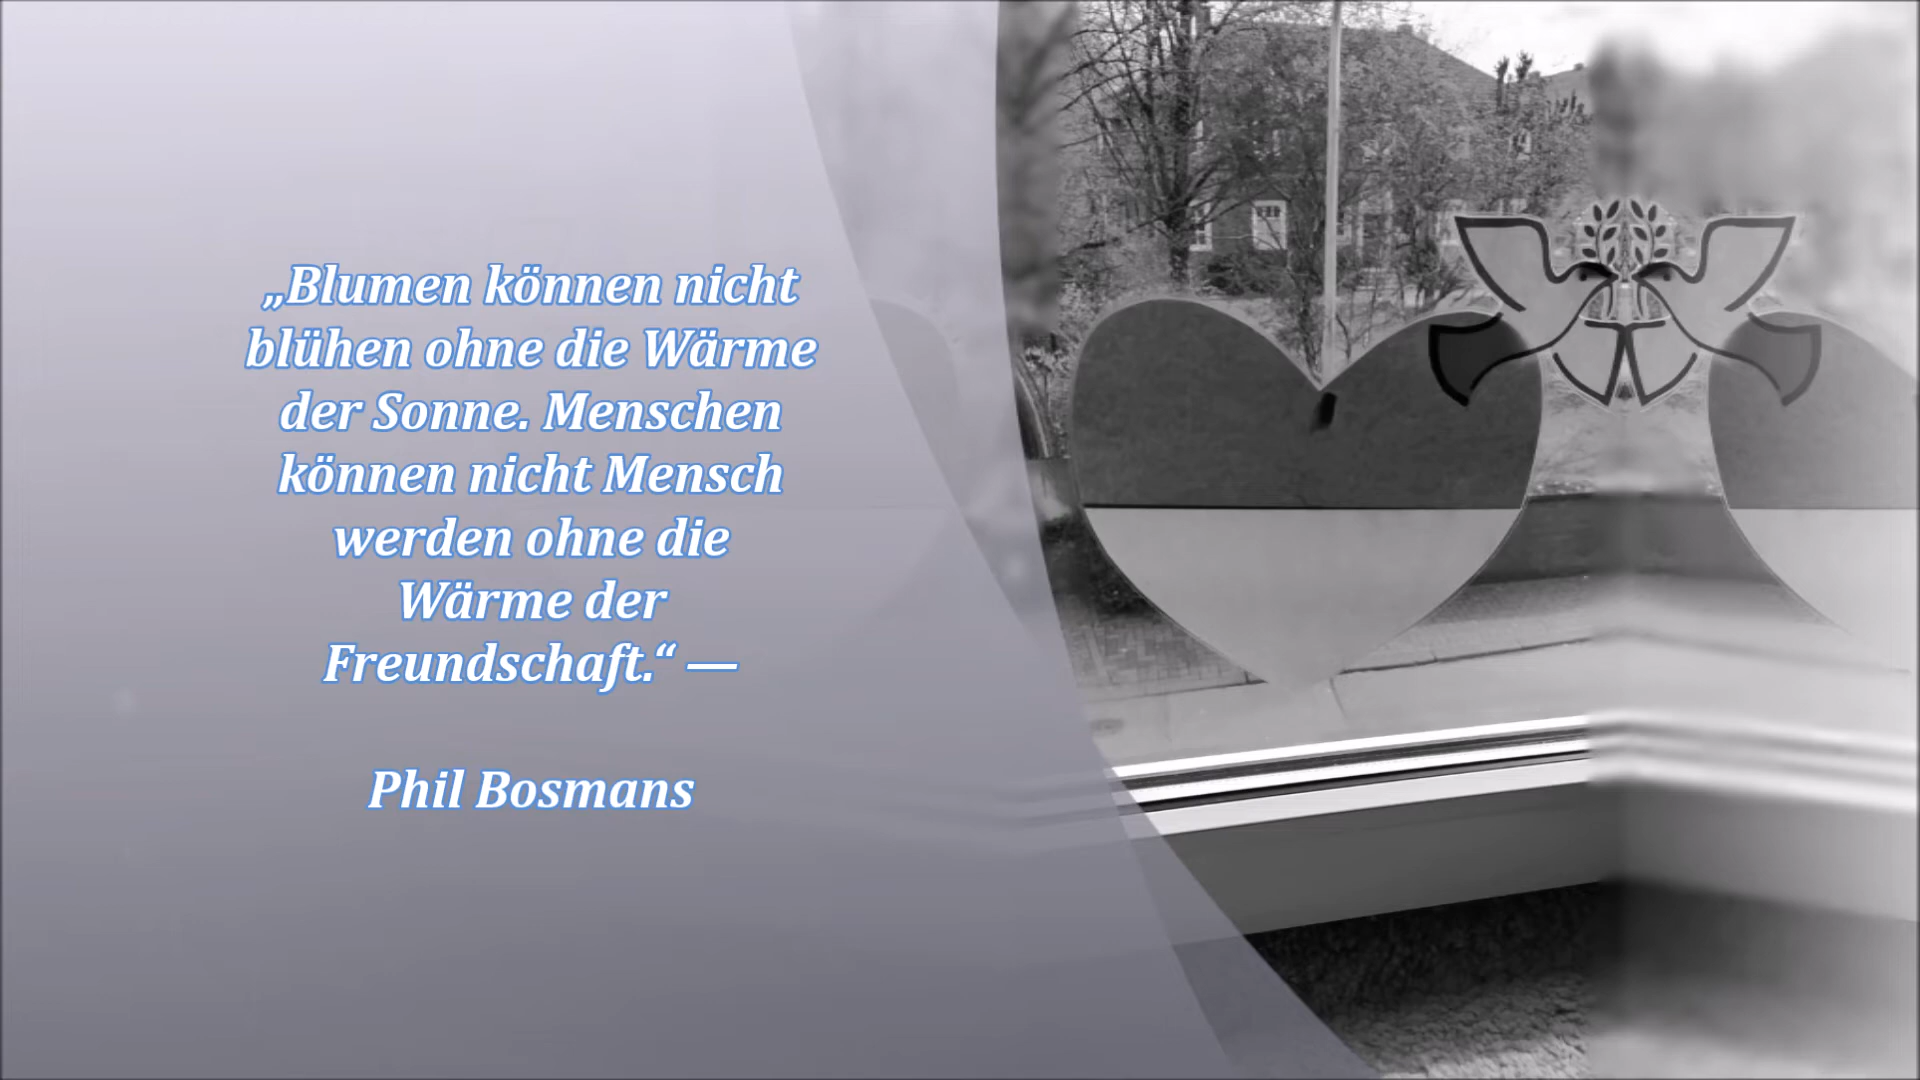 „Blumen können nicht
blühen ohne die Wärme
der Sonne. Menschen
können nicht Mensch
werden ohne die
Wärme der
Freundschaft.“ —
Phil Bosmans